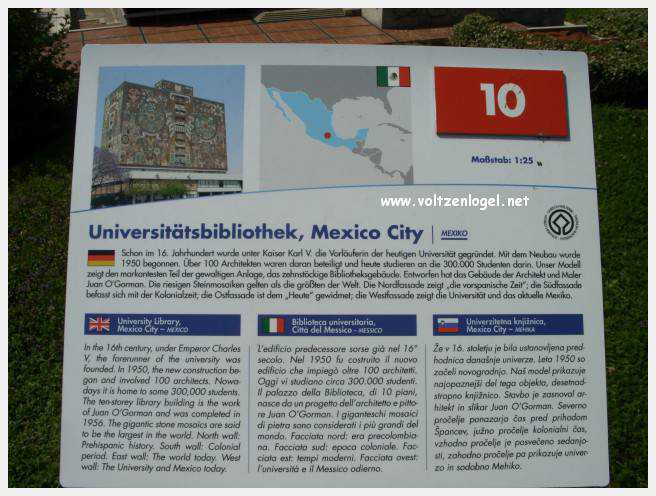 10
Maßstab: 1:25
www.voltzenlogel.net
Universitätsbibliothek, Mexico City | MEXIKO
Schon im 16. Jahrhundert wurde unter Kaiser Karl V. die Vorläuferin der heutigen Universität gegründet. Mit dem Neubau wurde
1950 begonnen. Über 100 Architekten waren daran beteiligt und heute studieren an die 300.000 Studenten darin. Unser Modell
zeigt den markantesten Teil der gewaltigen Anlage, das zehnstöckige Bibliotheksgebäude. Entworfen hat das Gebäude der Architekt und Maler
Juan O'Gorman. Die riesigen Steinmosaiken gelten als die größten der Welt. Die Nordfassade zeigt „die vorspanische Zeit"; die Südfassade
befasst sich mit der Kolonialzeit; die Ostfassade ist dem „Heute" gewidmet; die Westfassade zeigt die Universität und das aktuelle Mexiko.
University Library,
Mexico City – MEXICO
In the 16th century, under Emperor Charles
V, the forerunner of the university was
founded. In 1950, the new construction be-
gan and involved 100 architects. Nowa-
days it is home to some 300,000 students.
The ten-storey library building is the work
of Juan O'Gorman and was completed in
1956. The gigantic stone mosaics are said
to be the largest in the world. North wall:
Prehispanic history. South wall: Colonial
period. East wall: The world today. West
wall: The University and Mexico today.
Biblioteca universitaria,
Città del Messico – MESSICO
L'edificio predecessore sorse già nel 16°
secolo. Nel 1950 fu costruito il nuovo
edificio che impiegò oltre 100 architetti.
Oggi vi studiano circa 300.000 studenti.
Il palazzo della Biblioteca, di 10 piani,
nasce da un progetto dell'architetto e pitto-
re Juan O'Gorman. I giganteschi mosaici
di pietra sono considerati i più grandi del
mondo. Facciata nord: era precolombia-
na. Facciata sud: epoca coloniale. Fac-
ciata est: tempi moderni. Facciata ovest:
l'università e il Messico odierno.
Univerzitetna knjižnica,
Mexico City – MEHIKA
Že v 16. stoletju je bila ustanovljena pred-
hodnica današnje univerze. Leta 1950 so
začeli novogradnjo. Naš model prikazuje
najopaznejši del tega objekta, desetnad-
stropno knjižnico. Stavbo je zasnoval ar-
hitekt in slikar Juan O'Gorman. Severno
pročelje ponazarja čas pred prihodom
Špancev, južno pročelje kolonialni čas,
vzhodno pročelje je posvečeno sedanjo-
sti, zahodno pročelje pa prikazuje univer-
zo in sodobno Mehiko.